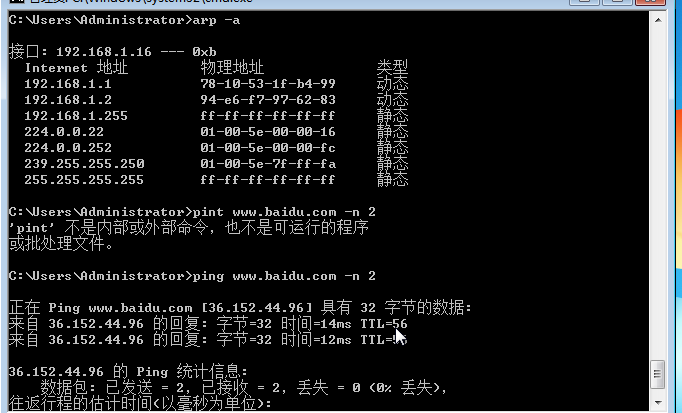 C:\Users\Administrator>arp -a
接口: 192.168.1.16 --- 0xb
Internet 地址 物理地址 类型
192.168.1.1 78-10-53-1f-b4-99 动态
192.168.1.2 94-e6-f7-97-62-83 动态
192.168.1.255 ff-ff-ff-ff-ff-ff 静态
224.0.0.22 01-00-5e-00-00-16 静态
224.0.0.252 01-00-5e-00-00-fc 静态
239.255.255.250 01-00-5e-7f-ff-fa 静态
255.255.255.255 ff-ff-ff-ff-ff-ff 静态
C:\Users\Administrator>pint www.baidu.com -n 2
'pint' 不是内部或外部命令，也不是可运行的程序
或批处理文件。
C:\Users\Administrator>ping www.baidu.com -n 2
正在 Ping www.baidu.com [36.152.44.96] 具有 32 字节的数据:
来自 36.152.44.96 的回复: 字节=32 时间=14ms TTL=56
来自 36.152.44.96 的回复: 字节=32 时间=12ms
36.152.44.96 的 Ping 统计信息:
数据包: 已发送 = 2，已接收 = 2，丢失 = 0 (0% 丢失)，
往返行程的估计时间(以毫秒为单位):